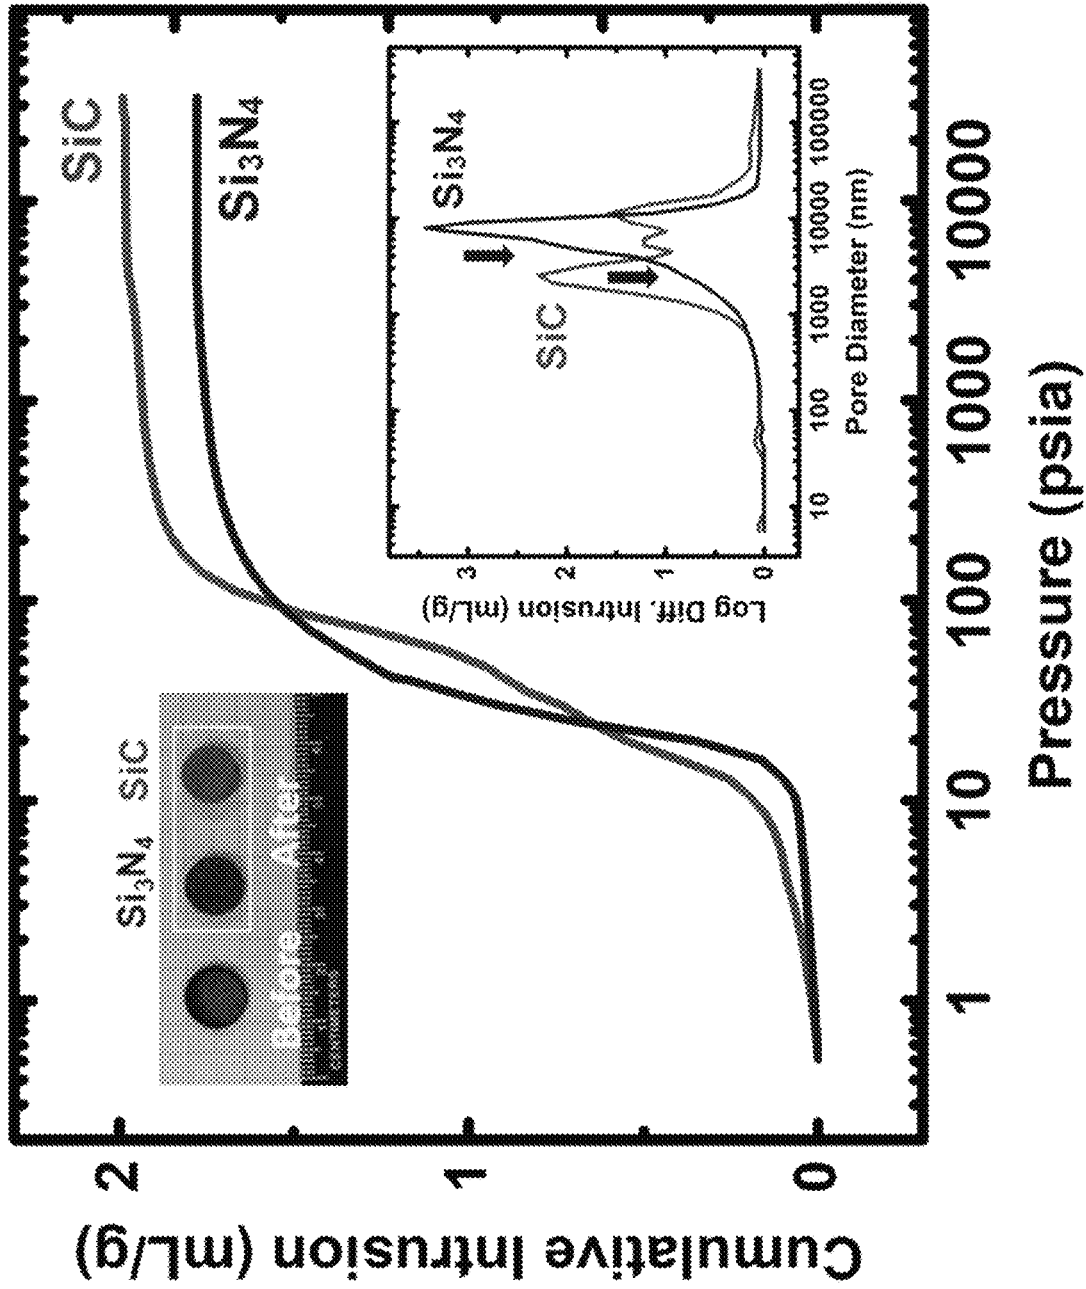 Cumulative Intrusion (mL/g)
2
1
0
SiC
Si₃N₄
Si₃N₄ SiC
Before After
Si₃N₄
SiC
Log Diff. Intrusion (mL/g)
3
2
1
0
10 100 1000 10000 100000
Pore Diameter (nm)
1 10 100 1000 10000
Pressure (psia)